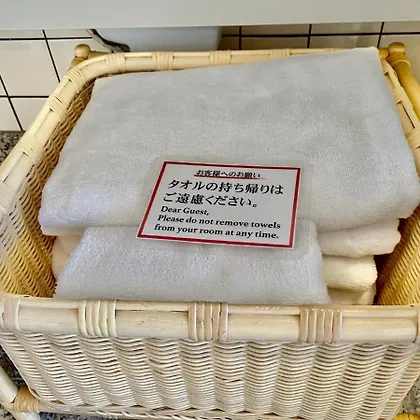 お客様へのお願い
タオルの持ち帰りは
ご遠慮ください。
Dear Guest,
Please do not remove towels
from your room at any time.